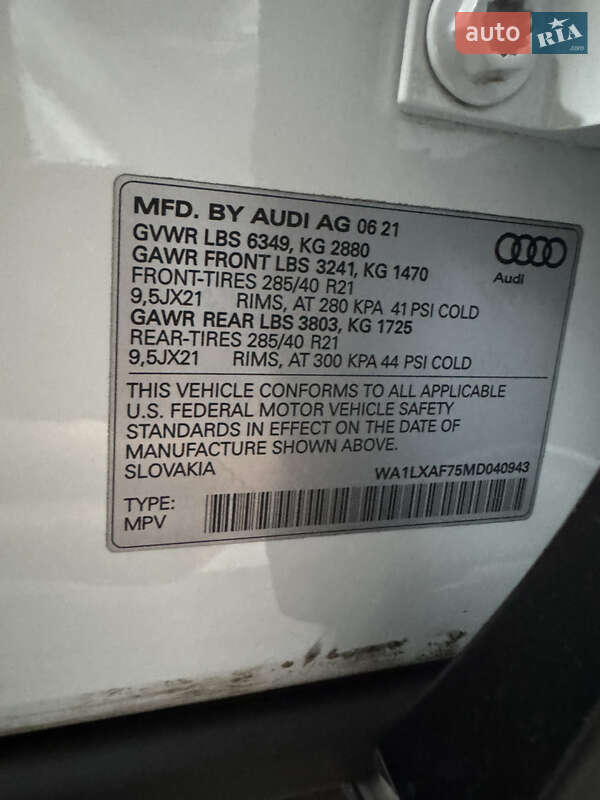 auto RIA
.com
MFD. BY AUDI AG 06 21
GVWR LBS 6349, KG 2880
GAWR FRONT LBS 3241, KG 1470
FRONT-TIRES 285/40 R21
9,5JX21 RIMS, AT 280 KPA 41 PSI COLD
GAWR REAR LBS 3803, KG 1725
REAR-TIRES 285/40 R21
9,5JX21 RIMS, AT 300 KPA 44 PSI COLD
Audi
THIS VEHICLE CONFORMS TO ALL APPLICABLE
U.S. FEDERAL MOTOR VEHICLE SAFETY
STANDARDS IN EFFECT ON THE DATE OF
MANUFACTURE SHOWN ABOVE.
SLOVAKIA WA1LXAF75MD040943
TYPE:
MPV